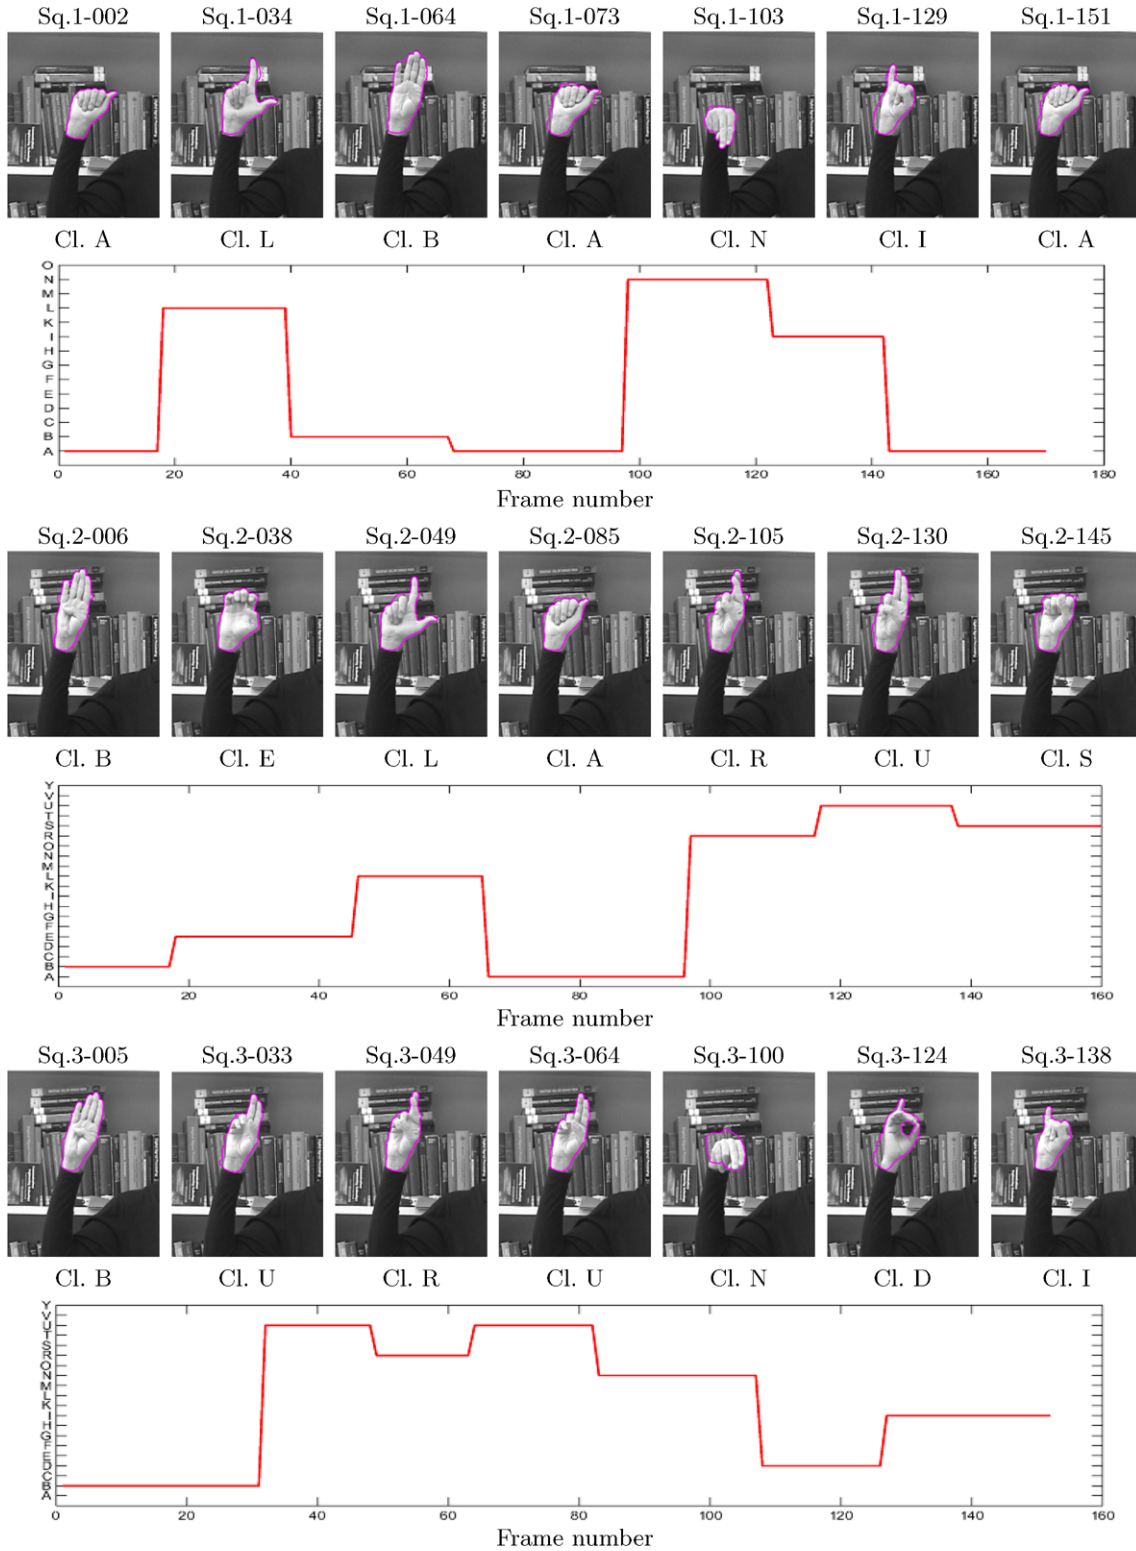 Sq.1-002 Sq.1-034 Sq.1-064 Sq.1-073 Sq.1-103 Sq.1-129 Sq.1-151
Cl. A Cl. L Cl. B Cl. A Cl. N Cl. I Cl. A
O
N
M
L
K
I
H
G
F
E
D
C
B
A
0 20 40 60 80 100 120 140 160 180
Frame number
Sq.2-006 Sq.2-038 Sq.2-049 Sq.2-085 Sq.2-105 Sq.2-130 Sq.2-145
Cl. B Cl. E Cl. L Cl. A Cl. R Cl. U Cl. S
Y
V
U
T
S
R
O
N
M
L
K
I
H
G
F
E
D
C
B
A
0 20 40 60 80 100 120 140 160
Frame number
Sq.3-005 Sq.3-033 Sq.3-049 Sq.3-064 Sq.3-100 Sq.3-124 Sq.3-138
Cl. B Cl. U Cl. R Cl. U Cl. N Cl. D Cl. I
Y
V
U
T
S
R
O
N
M
L
K
I
H
G
F
E
D
C
B
A
0 20 40 60 80 100 120 140 160
Frame number